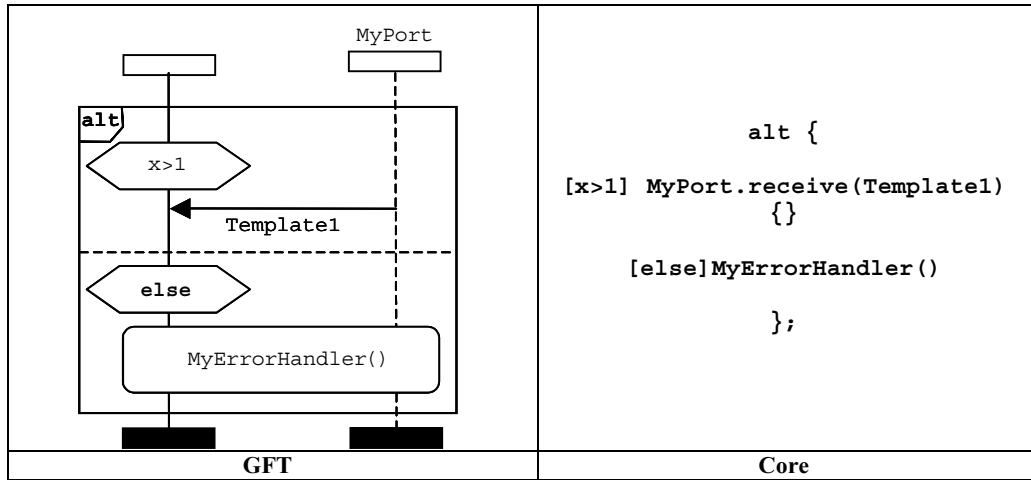 MyPort
alt
x>1
Template1
else
MyErrorHandler()
GFT
alt {
[x>1] MyPort.receive(Template1)
{}
[else]MyErrorHandler()
};
Core